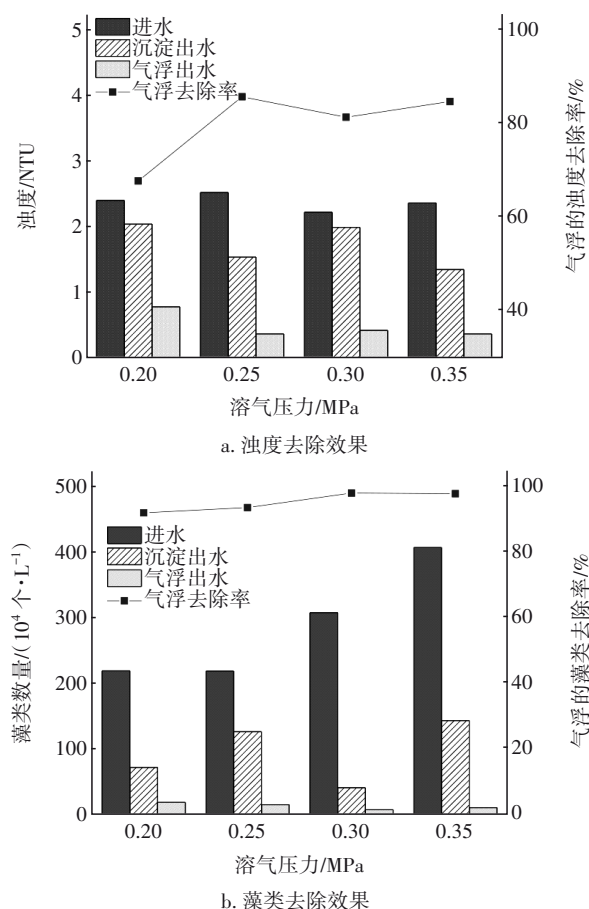 5
4
3
2
1
0
浊度/NTU
进水
沉淀出水
气浮出水
气浮去除率
100
80
60
40
气浮的浊度去除率/%
0.20 0.25 0.30 0.35
溶气压力/MPa
a. 浊度去除效果
500
400
300
200
100
0
藻类数量/(10⁴ 个·L⁻¹)
进水
沉淀出水
气浮出水
气浮去除率
100
80
60
40
20
0
气浮的藻类去除率/%
0.20 0.25 0.30 0.35
溶气压力/MPa
b. 藻类去除效果